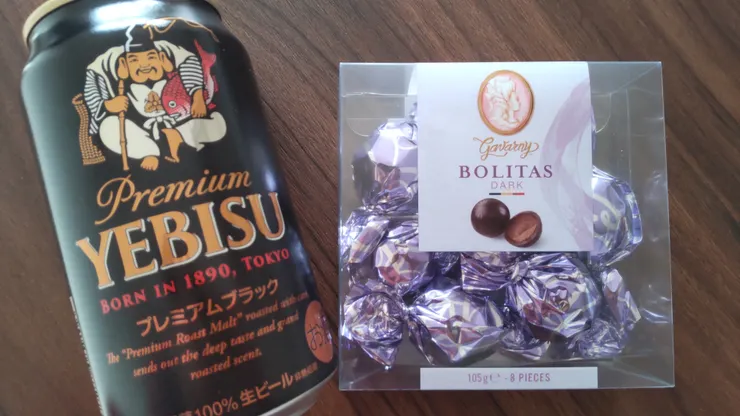 Premium
YEBISU
BORN IN 1890, TOKYO
プレミアムブラック
The "Premium Roast Malt" roasted with care
sends out the deep taste and grand
roasted scent.
100% 生ビール
Gavarny
BOLITAS
DARK
105g ℮ - 8 PIECES